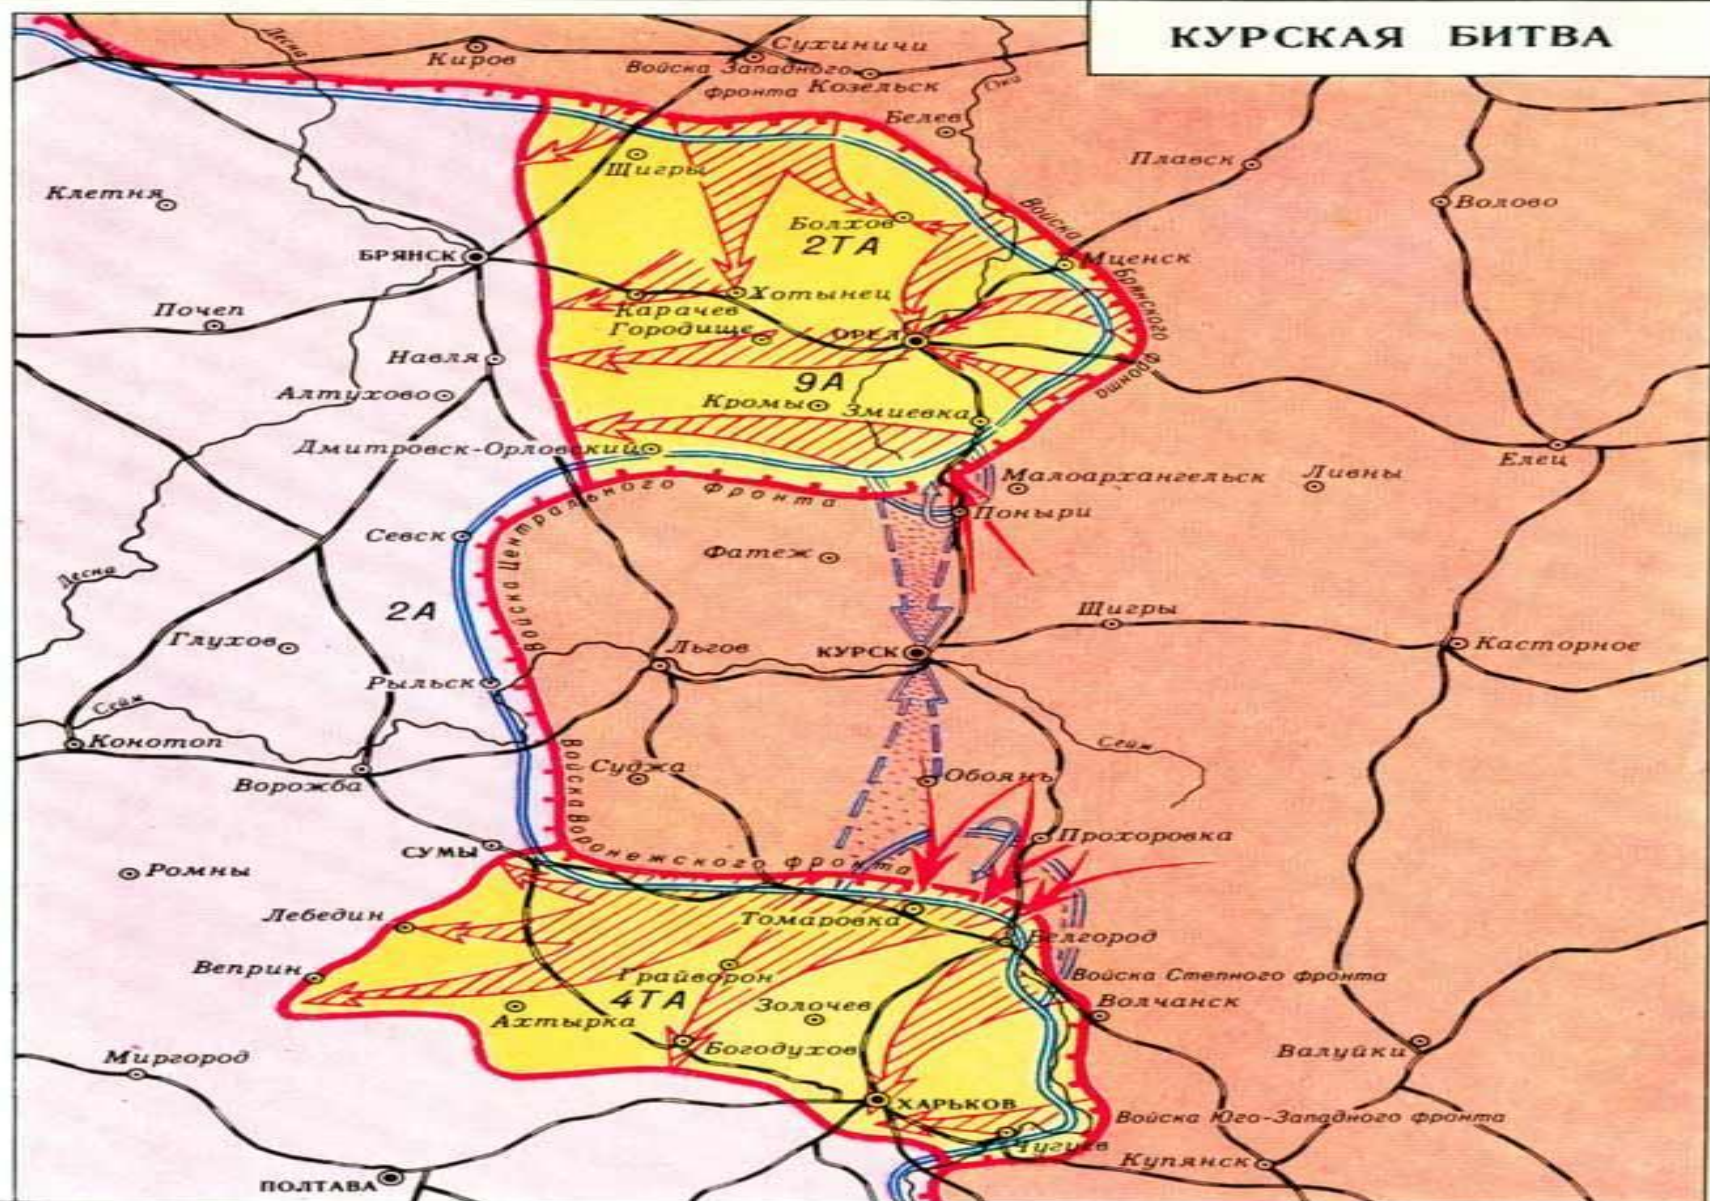 КУРСКАЯ БИТВА
Десна
Киров
Сухиничи
Войска Западного
фронта
Козельск
Ока
Белев
Плавск
Щигры
Клетня
Волово
Войска
Брянского
фронта
Болхов
2ТА
БРЯНСК
Мценск
Хотынец
Почеп
Карачев
Городище
ОРЕЛ
Навля
9А
Алтухово
Кромы
Змиевка
Дмитровск-Орловский
Елец
Малоархангельск
Ливны
Войска Центрального фронта
Поныри
Севск
Фатеж
Десна
2А
Щигры
Глухов
Льгов
КУРСК
Касторное
Рыльск
Сейм
Конотоп
Сейм
Войска Воронежского фронта
Суджа
Обоянь
Ворожба
Прохоровка
СУМЫ
Ромны
Лебедин
Томаровка
Белгород
Веприн
Грайворон
Войска Степного фронта
4ТА
Золочев
Волчанск
Ахтырка
Богодухов
Валуйки
Миргород
ХАРЬКОВ
Войска Юго-Западного фронта
Чугуев
Купянск
ПОЛТАВА